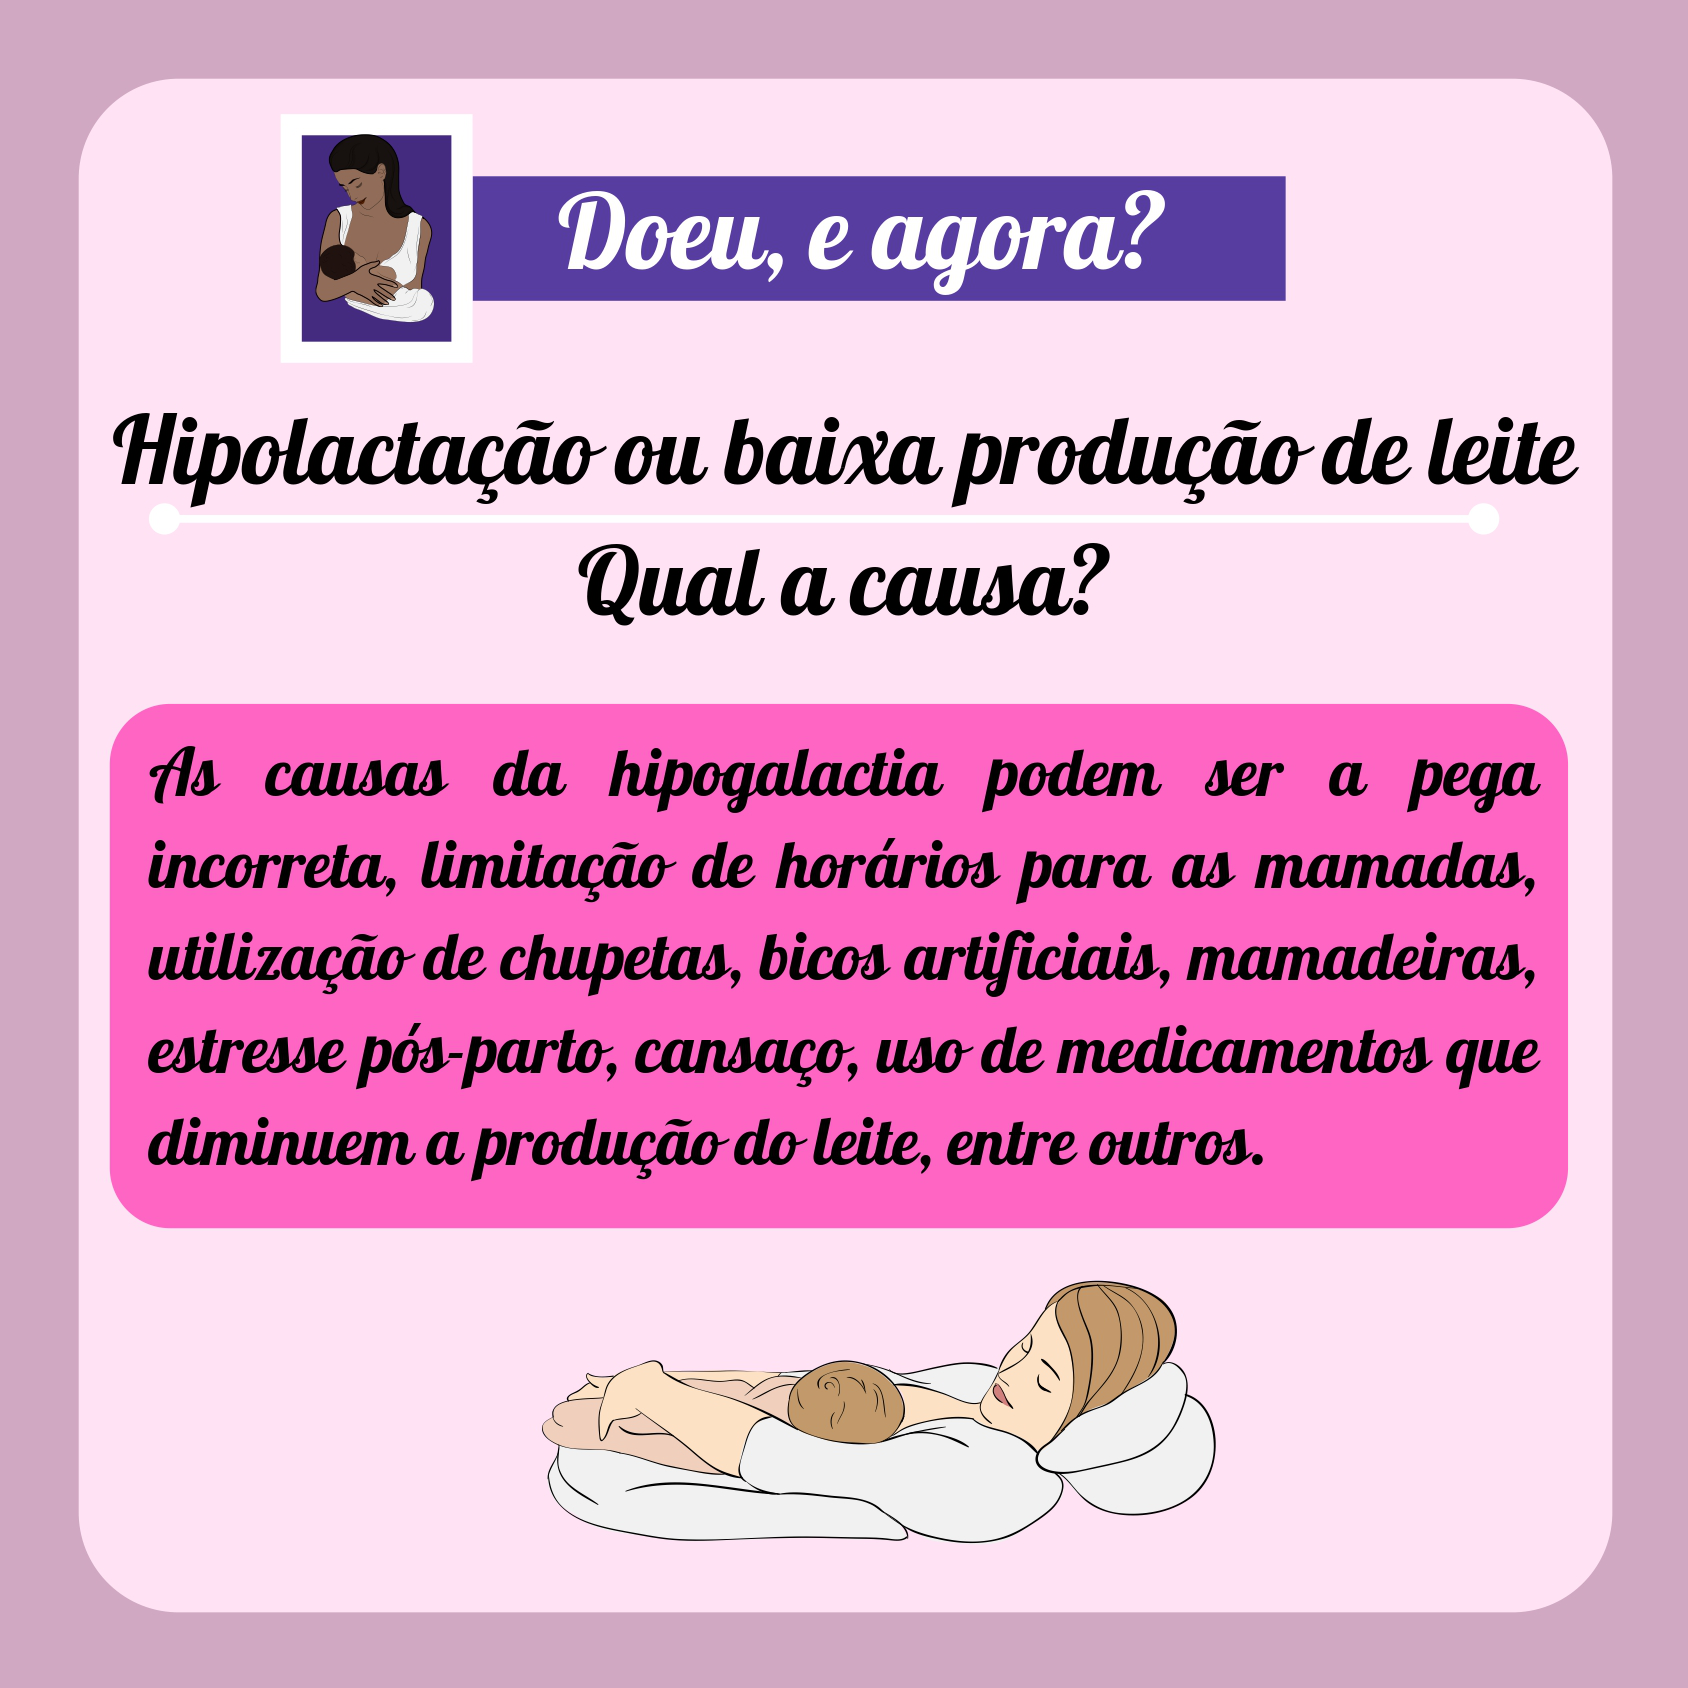 Doeu, e agora?
Hipolactação ou baixa produção de leite
Qual a causa?
As causas da hipogalactia podem ser a pega
incorreta, limitação de horários para as mamadas,
utilização de chupetas, bicos artificiais, mamadeiras,
estresse pós-parto, cansaço, uso de medicamentos que
diminuem a produção do leite, entre outros.